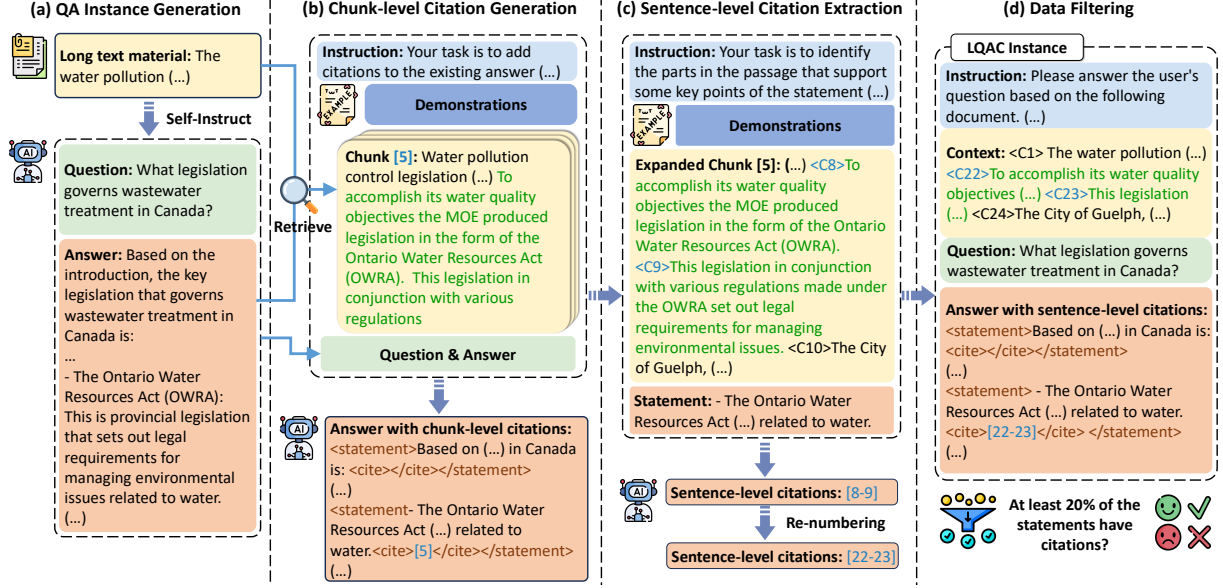 (a) QA Instance Generation
Long text material: The
water pollution (...)
Self-Instruct
Question: What legislation
governs wastewater
treatment in Canada?
Answer: Based on the
introduction, the key
legislation that governs
wastewater treatment in
Canada is:
...
- The Ontario Water
Resources Act (OWRA):
This is provincial legislation
that sets out legal
requirements for
managing environmental
issues related to water.
(...)
Retrieve
(b) Chunk-level Citation Generation
Instruction: Your task is to add
citations to the existing answer (...)
EXAMPLE
Demonstrations
Chunk [5]: Water pollution
control legislation (...) To
accomplish its water quality
objectives the MOE produced
legislation in the form of the
Ontario Water Resources Act
(OWRA).  This legislation in
conjunction with various
regulations
Question & Answer
Answer with chunk-level citations:
<statement>Based on (...) in Canada
is: <cite></cite></statement>
(...)
<statement- The Ontario Water
Resources Act (...) related to
water.<cite>[5]</cite></statement>
(...)
(c) Sentence-level Citation Extraction
Instruction: Your task is to identify
the parts in the passage that support
some key points of the statement (...)
EXAMPLE
Demonstrations
Expanded Chunk [5]: (...) <C8>To
accomplish its water quality
objectives the MOE produced
legislation in the form of the Ontario
Water Resources Act (OWRA).
<C9>This legislation in conjunction
with various regulations made under
the OWRA set out legal
requirements for managing
environmental issues. <C10>The City
of Guelph, (...)
Statement: - The Ontario Water
Resources Act (...) related to water.
Sentence-level citations: [8-9]
Re-numbering
Sentence-level citations: [22-23]
(d) Data Filtering
LQAC Instance
Instruction: Please answer the user's
question based on the following
document. (...)
Context: <C1> The water pollution (...)
<C22>To accomplish its water quality
objectives (...) <C23>This legislation
(...) <C24>The City of Guelph, (...)
Question: What legislation governs
wastewater treatment in Canada?
Answer with sentence-level citations:
<statement>Based on (...) in Canada is:
<cite></cite></statement>
(...)
<statement> - The Ontario Water
Resources Act (...) related to water.
<cite>[22-23]</cite> </statement>
(...)
At least 20% of the
statements have
citations?
AI
AI
AI